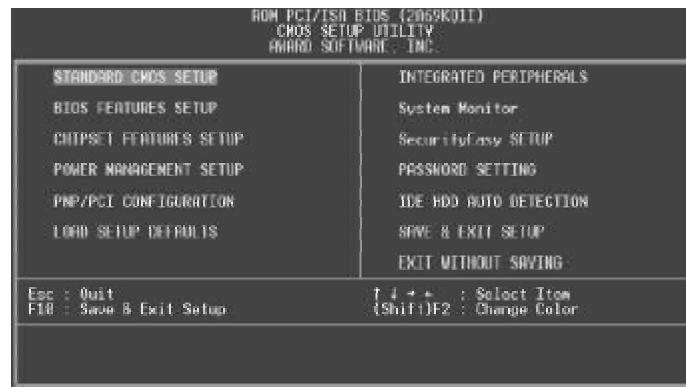 ROM PCI/ISA BIOS (2A69KQ1I)
CMOS SETUP UTILITY
AWARD SOFTWARE, INC.
STANDARD CMOS SETUP
BIOS FEATURES SETUP
CHIPSET FEATURES SETUP
POWER MANAGEMENT SETUP
PNP/PCI CONFIGURATION
LOAD SETUP DEFAULTS
INTEGRATED PERIPHERALS
System Monitor
SecurityEasy SETUP
PASSWORD SETTING
IDE HDD AUTO DETECTION
SAVE & EXIT SETUP
EXIT WITHOUT SAVING
Esc : Quit
F10 : Save & Exit Setup
↑ ↓ → ← : Select Item
(Shift)F2 : Change Color